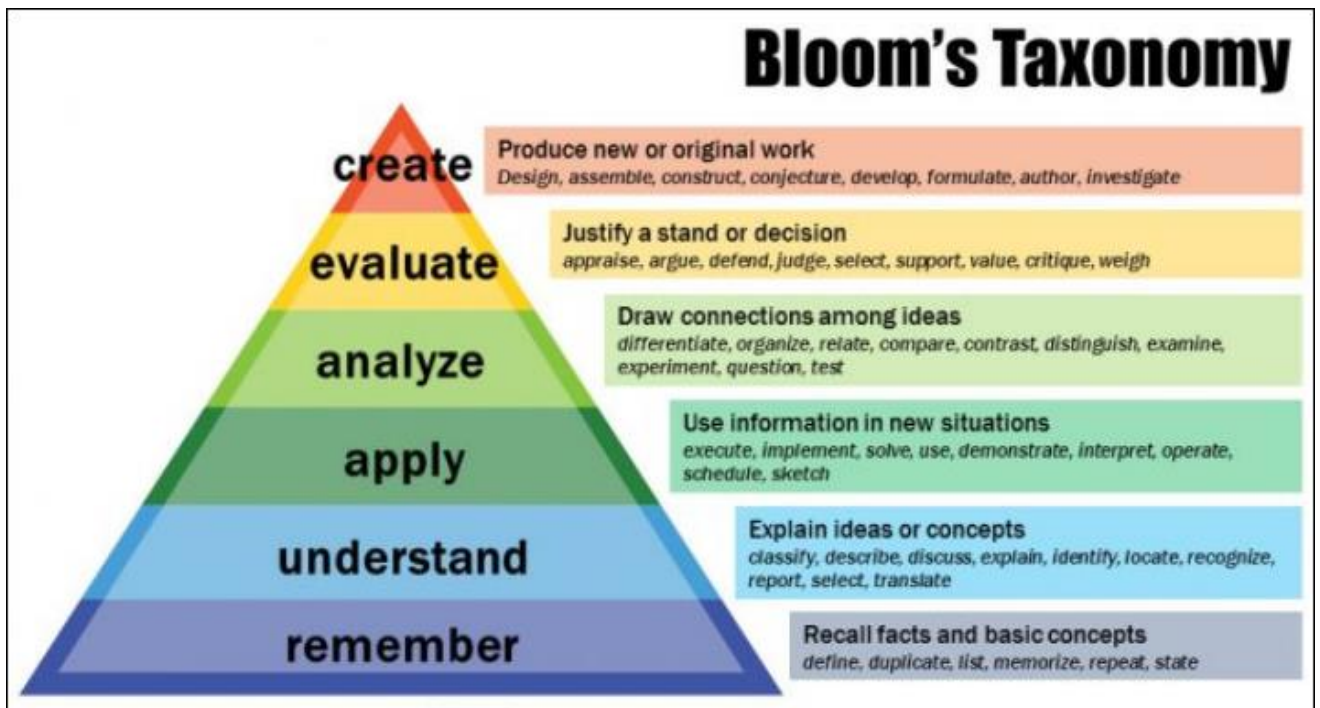 Bloom's Taxonomy
create
Produce new or original work
Design, assemble, construct, conjecture, develop, formulate, author, investigate
evaluate
Justify a stand or decision
appraise, argue, defend, judge, select, support, value, critique, weigh
analyze
Draw connections among ideas
differentiate, organize, relate, compare, contrast, distinguish, examine,
experiment, question, test
apply
Use information in new situations
execute, implement, solve, use, demonstrate, interpret, operate,
schedule, sketch
understand
Explain ideas or concepts
classify, describe, discuss, explain, identify, locate, recognize,
report, select, translate
remember
Recall facts and basic concepts
define, duplicate, list, memorize, repeat, state